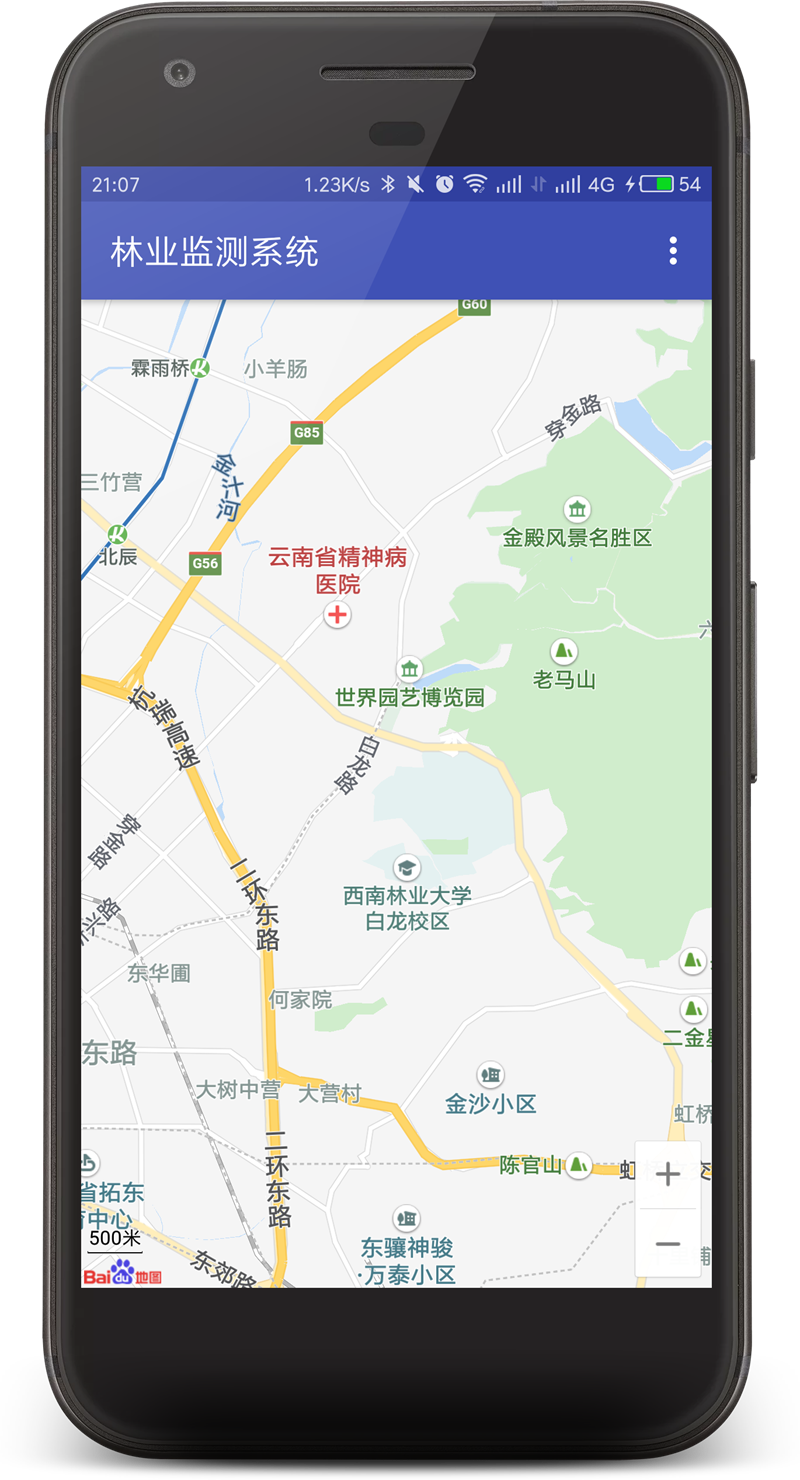 21:07
1.23K/s
4G
54
林业监测系统
G60
霖雨桥
小羊肠
穿金路
G85
金汁河
三竹营
金殿风景名胜区
北辰
云南省精神病
医院
G56
老马山
世界园艺博览园
杭瑞高速
白龙路
穿金路
二环东路
西南林业大学
白龙校区
东华圃
何家院
二金
东路
大树中营
大营村
金沙小区
虹桥
陈官山
虹
交
二环东路
省拓东
育中心
500米
东骧神骏
·万泰小区
东郊路
Bai du 地图